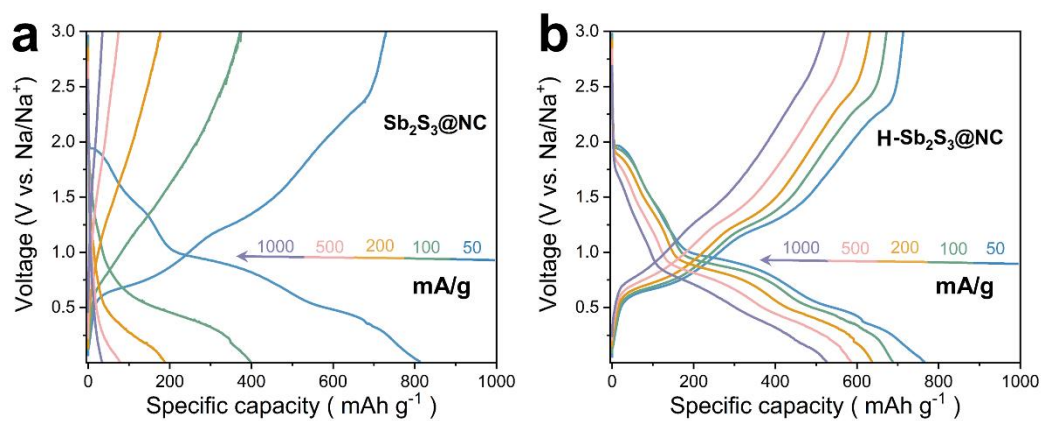 a
3.0
2.5
2.0
1.5
1.0
0.5
Voltage (V vs. Na/Na⁺)
Sb₂S₃@NC
1000 500 200 100 50
mA/g
0 200 400 600 800 1000
Specific capacity ( mAh g⁻¹ )
b
3.0
2.5
2.0
1.5
1.0
0.5
Voltage (V vs. Na/Na⁺)
H-Sb₂S₃@NC
1000 500 200 100 50
mA/g
0 200 400 600 800 1000
Specific capacity ( mAh g⁻¹ )